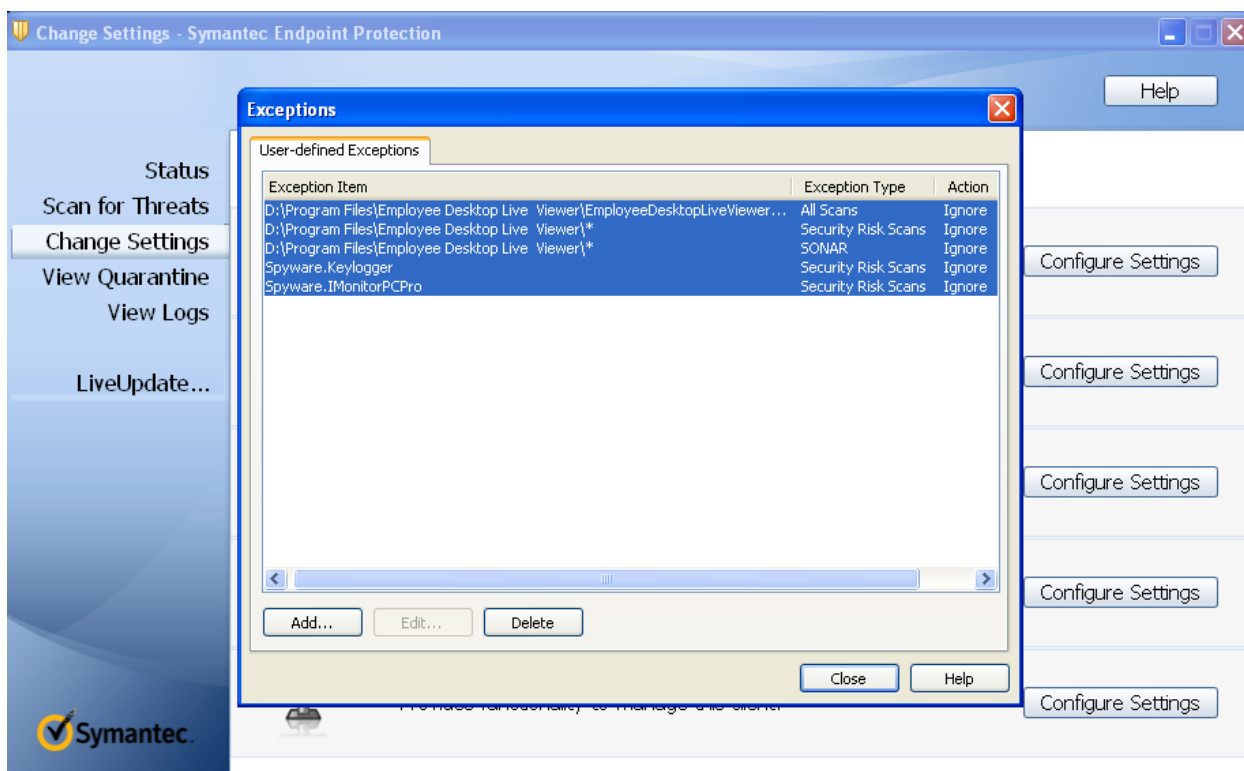 Change Settings - Symantec Endpoint Protection
Help
Exceptions
User-defined Exceptions
Status
Scan for Threats
Change Settings
View Quarantine
View Logs
LiveUpdate...
Exception Item Exception Type Action
D:\Program Files\Employee Desktop Live Viewer\EmployeeDesktopLiveViewer... All Scans Ignore
D:\Program Files\Employee Desktop Live Viewer\* Security Risk Scans Ignore
D:\Program Files\Employee Desktop Live Viewer\* SONAR Ignore
Spyware.Keylogger Security Risk Scans Ignore
Spyware.IMonitorPCPro Security Risk Scans Ignore
Configure Settings
Configure Settings
Configure Settings
Configure Settings
Add... Edit... Delete
Close Help
Configure Settings
Symantec.